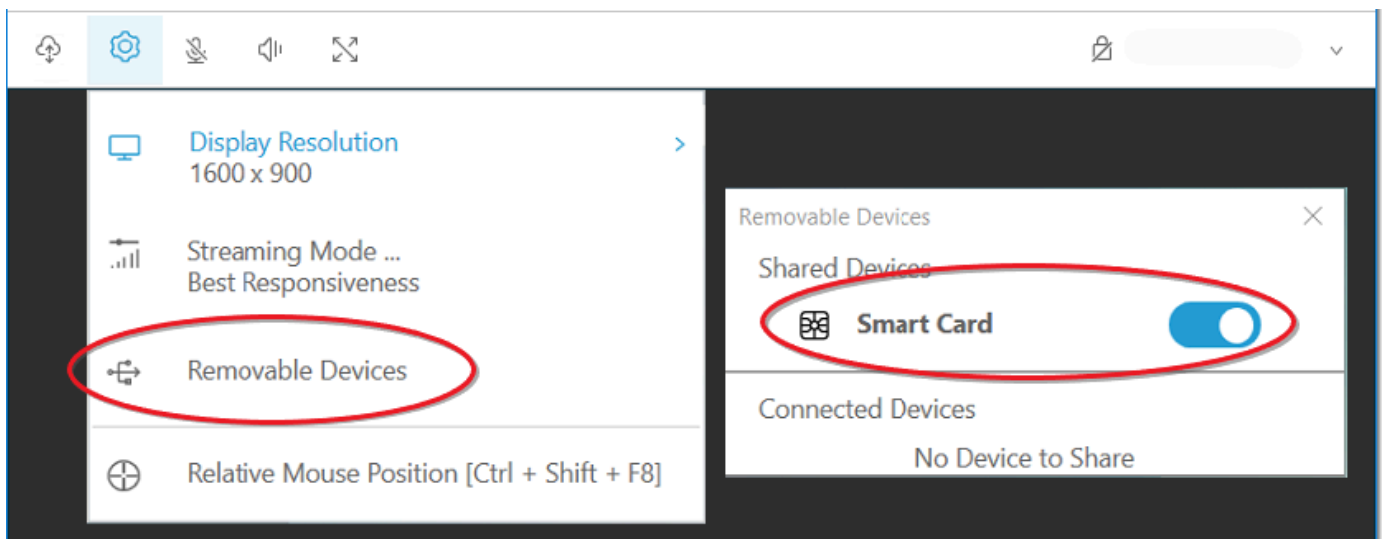 Display Resolution
1600 x 900
Streaming Mode ...
Best Responsiveness
Removable Devices
Relative Mouse Position [Ctrl + Shift + F8]
Removable Devices
Shared Devices
Smart Card
Connected Devices
No Device to Share